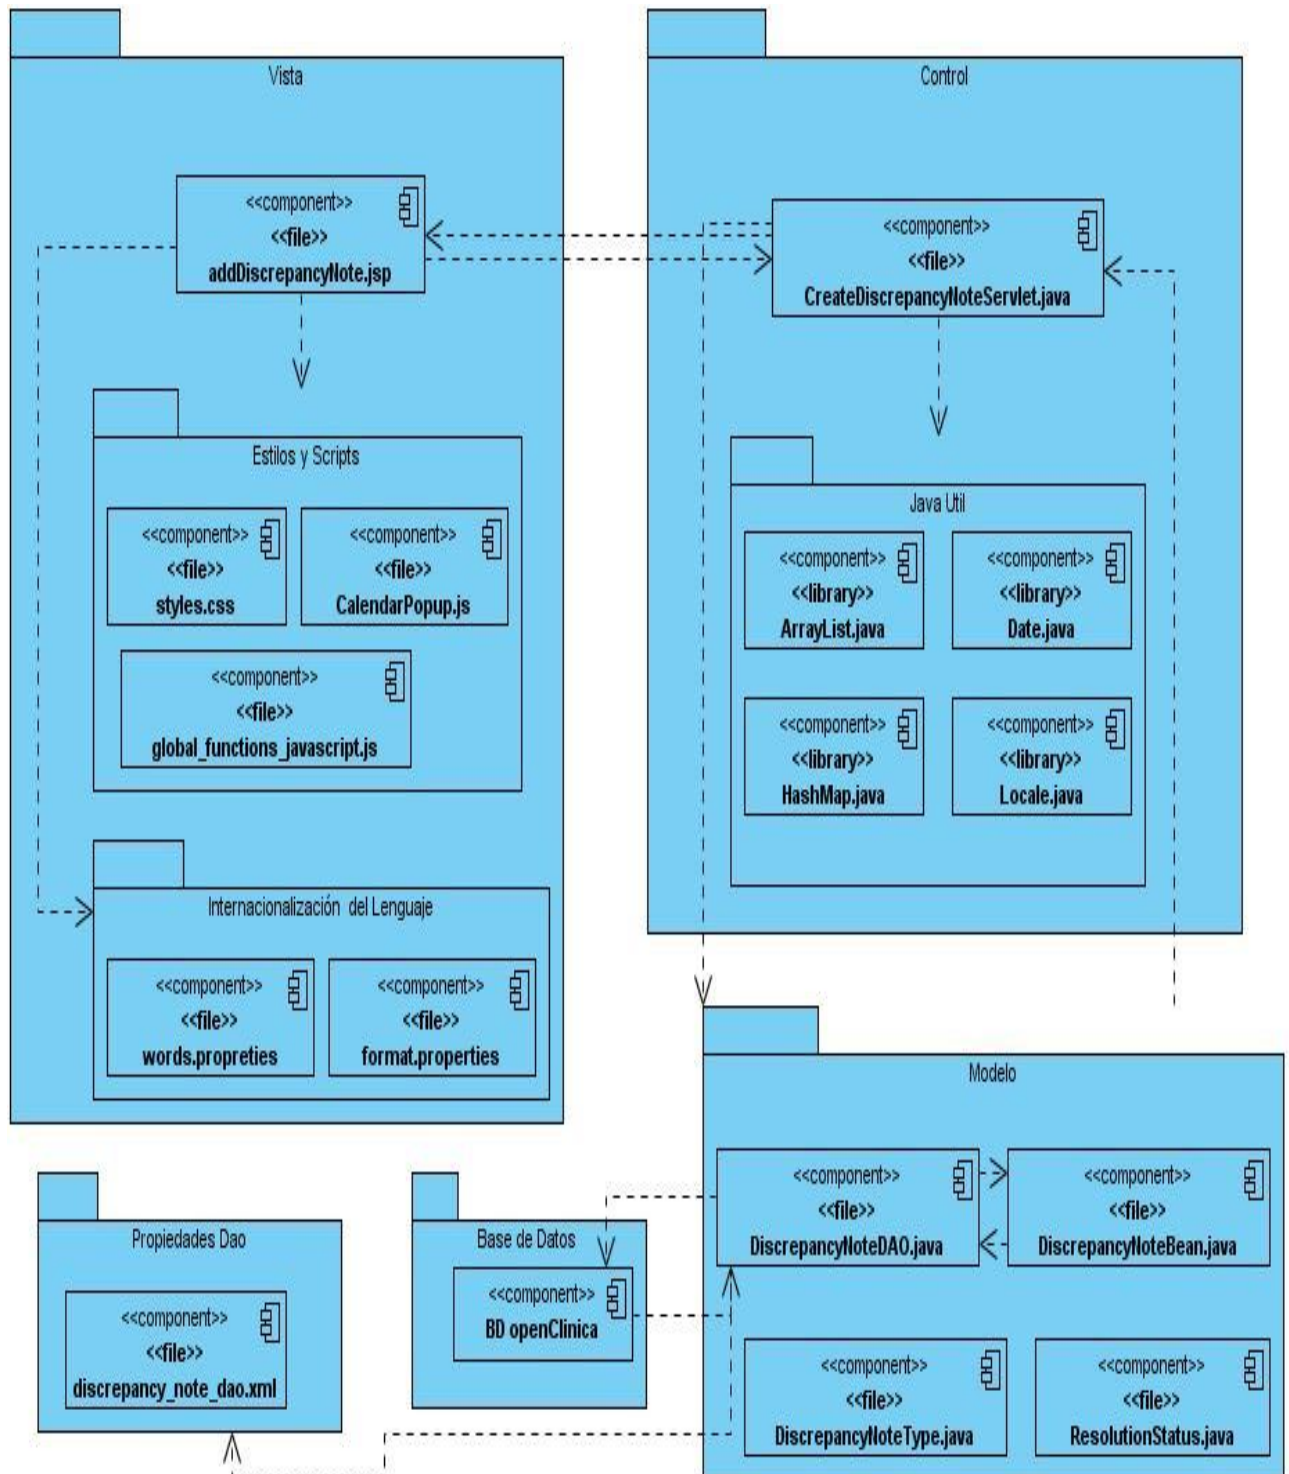 Vista
<<component>>
<<file>>
addDiscrepancyNote.jsp
Estilos y Scripts
<<component>>
<<file>>
styles.css
<<component>>
<<file>>
CalendarPopup.js
<<component>>
<<file>>
global_functions_javascript.js
Internacionalización del Lenguaje
<<component>>
<<file>>
words.propreties
<<component>>
<<file>>
format.properties
Control
<<component>>
<<file>>
CreateDiscrepancyNoteServlet.java
Java Util
<<component>>
<<library>>
ArrayList.java
<<component>>
<<library>>
Date.java
<<component>>
<<library>>
HashMap.java
<<component>>
<<library>>
Locale.java
Propiedades Dao
<<component>>
<<file>>
discrepancy_note_dao.xml
Base de Datos
<<component>>
BD openClinica
Modelo
<<component>>
<<file>>
DiscrepancyNoteDAO.java
<<component>>
<<file>>
DiscrepancyNoteBean.java
<<component>>
<<file>>
DiscrepancyNoteType.java
<<component>>
<<file>>
ResolutionStatus.java